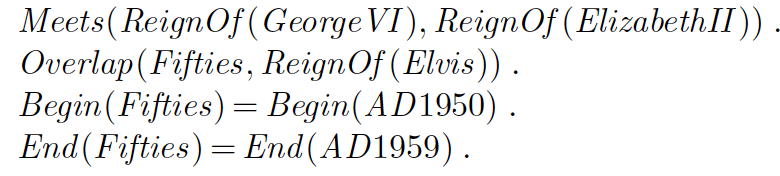 Meets(ReignOf(GeorgeVI), ReignOf(ElizabethII)) .
Overlap(Fifties, ReignOf(Elvis)) .
Begin(Fifties) = Begin(AD1950) .
End(Fifties) = End(AD1959) .